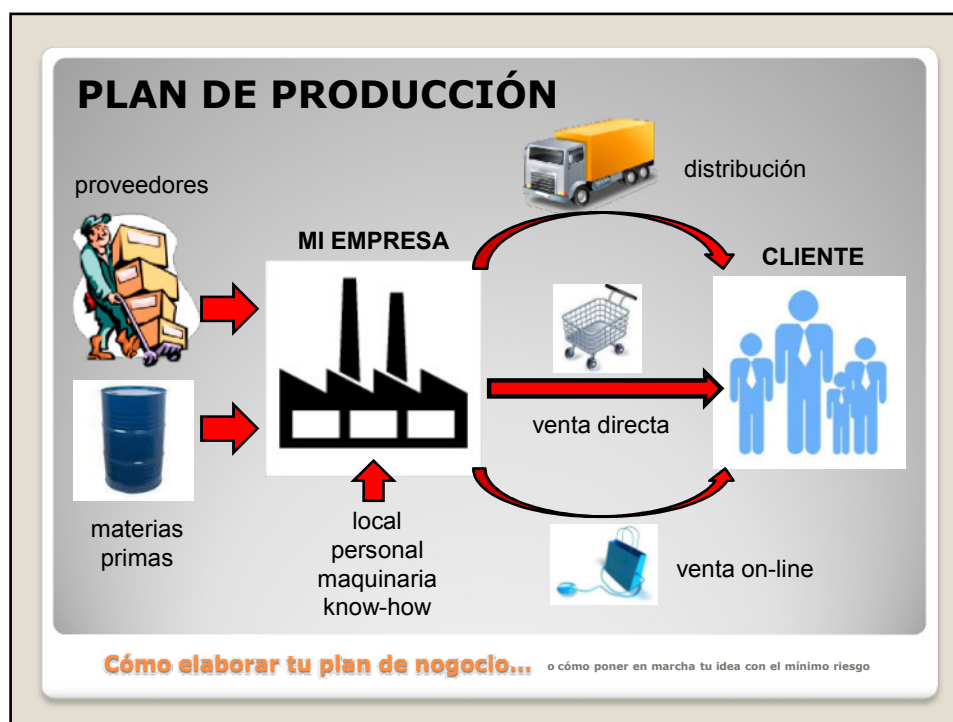 PLAN DE PRODUCCIÓN
distribución
proveedores
MI EMPRESA
CLIENTE
venta directa
materias
primas
local
personal
maquinaria
know-how
venta on-line
Cómo elaborar tu plan de nogocio... o cómo poner en marcha tu idea con el mínimo riesgo